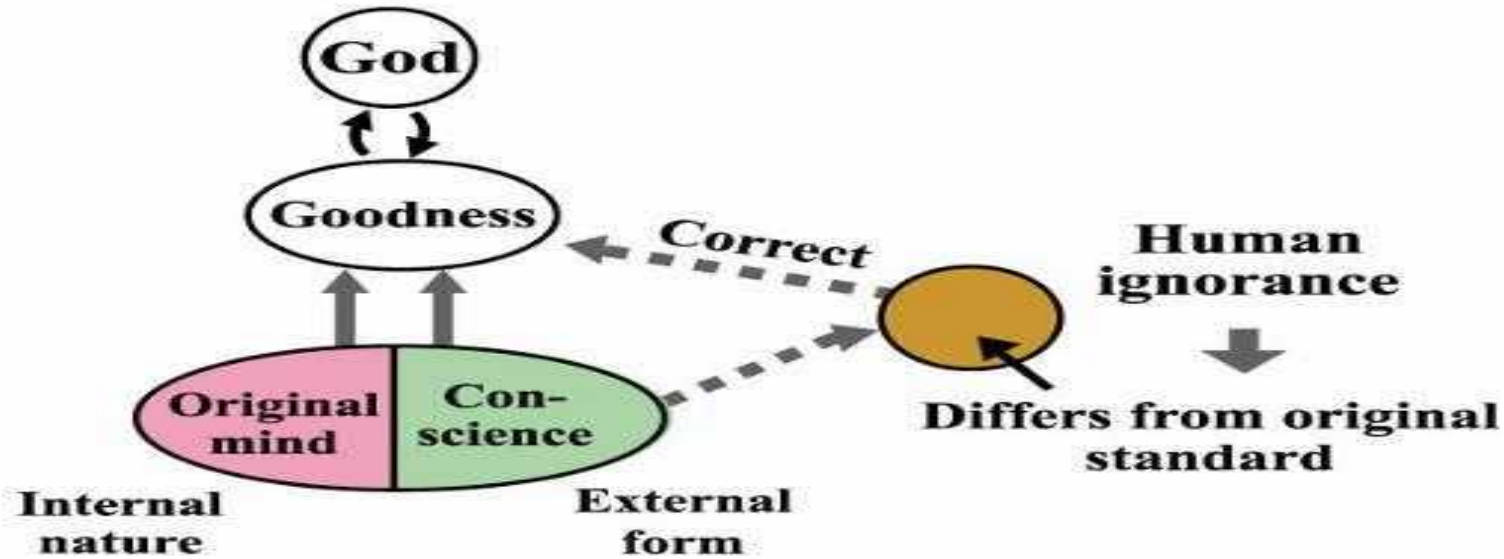 God
Goodness
Correct
Human
ignorance
Original
mind
Con-
science
Differs from original
standard
Internal
nature
External
form